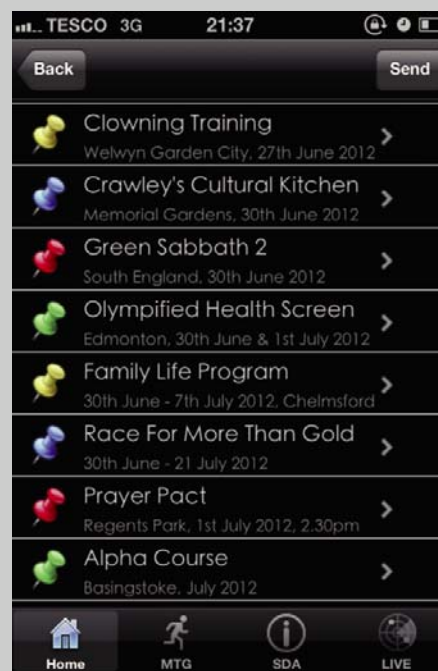 TESCO 3G 21:37
Back Send
Clowning Training
Welwyn Garden City, 27th June 2012
Crawley's Cultural Kitchen
Memorial Gardens, 30th June 2012
Green Sabbath 2
South England, 30th June 2012
Olympified Health Screen
Edmonton, 30th June & 1st July 2012
Family Life Program
30th June - 7th July 2012, Chelmsford
Race For More Than Gold
30th June - 21 July 2012
Prayer Pact
Regents Park, 1st July 2012, 2.30pm
Alpha Course
Basingstoke, July 2012
Home MTG SDA LIVE